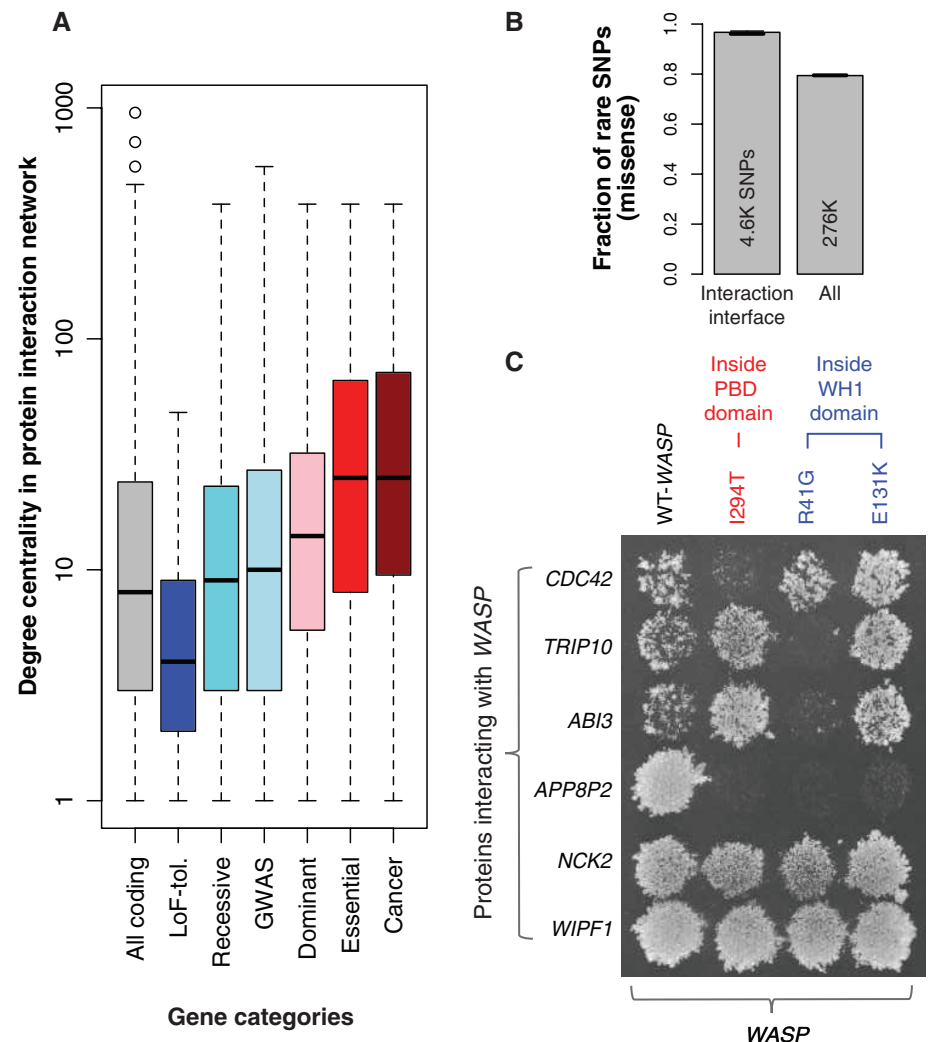 A
Degree centrality in protein interaction network
1000
100
10
1
All coding
LoF-tol.
Recessive
GWAS
Dominant
Essential
Cancer
Gene categories
B
Fraction of rare SNPs
(missense)
1.0
0.8
0.6
0.4
0.2
0.0
4.6K SNPs
276K
Interaction
interface
All
C
Inside
PBD
domain
Inside
WH1
domain
WT-WASP
I294T
R41G
E131K
Proteins interacting with WASP
CDC42
TRIP10
ABI3
APP8P2
NCK2
WIPF1
WASP